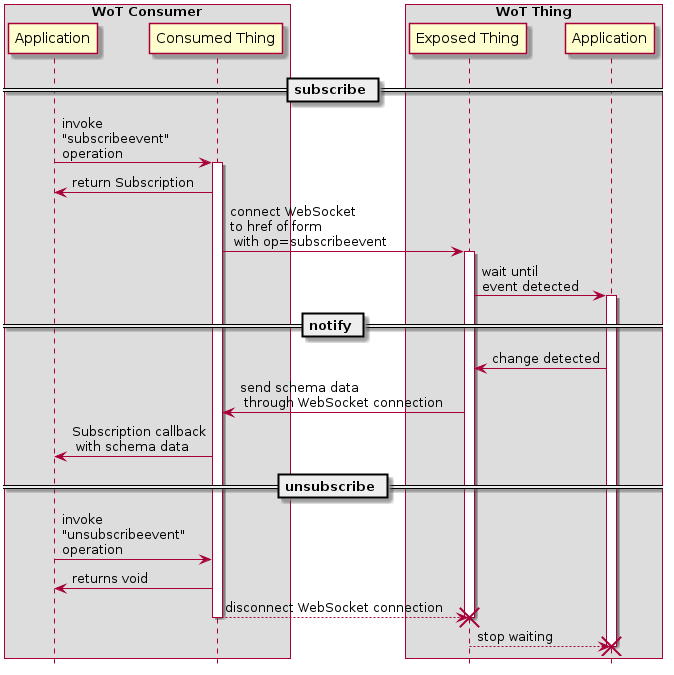 WoT Consumer
WoT Thing
Application
Consumed Thing
Exposed Thing
Application
subscribe
invoke
"subscribeevent"
operation
return Subscription
connect WebSocket
to href of form
with op=subscribeevent
wait until
event detected
notify
change detected
send schema data
through WebSocket connection
Subscription callback
with schema data
unsubscribe
invoke
"unsubscribeevent"
operation
returns void
disconnect WebSocket connection
stop waiting